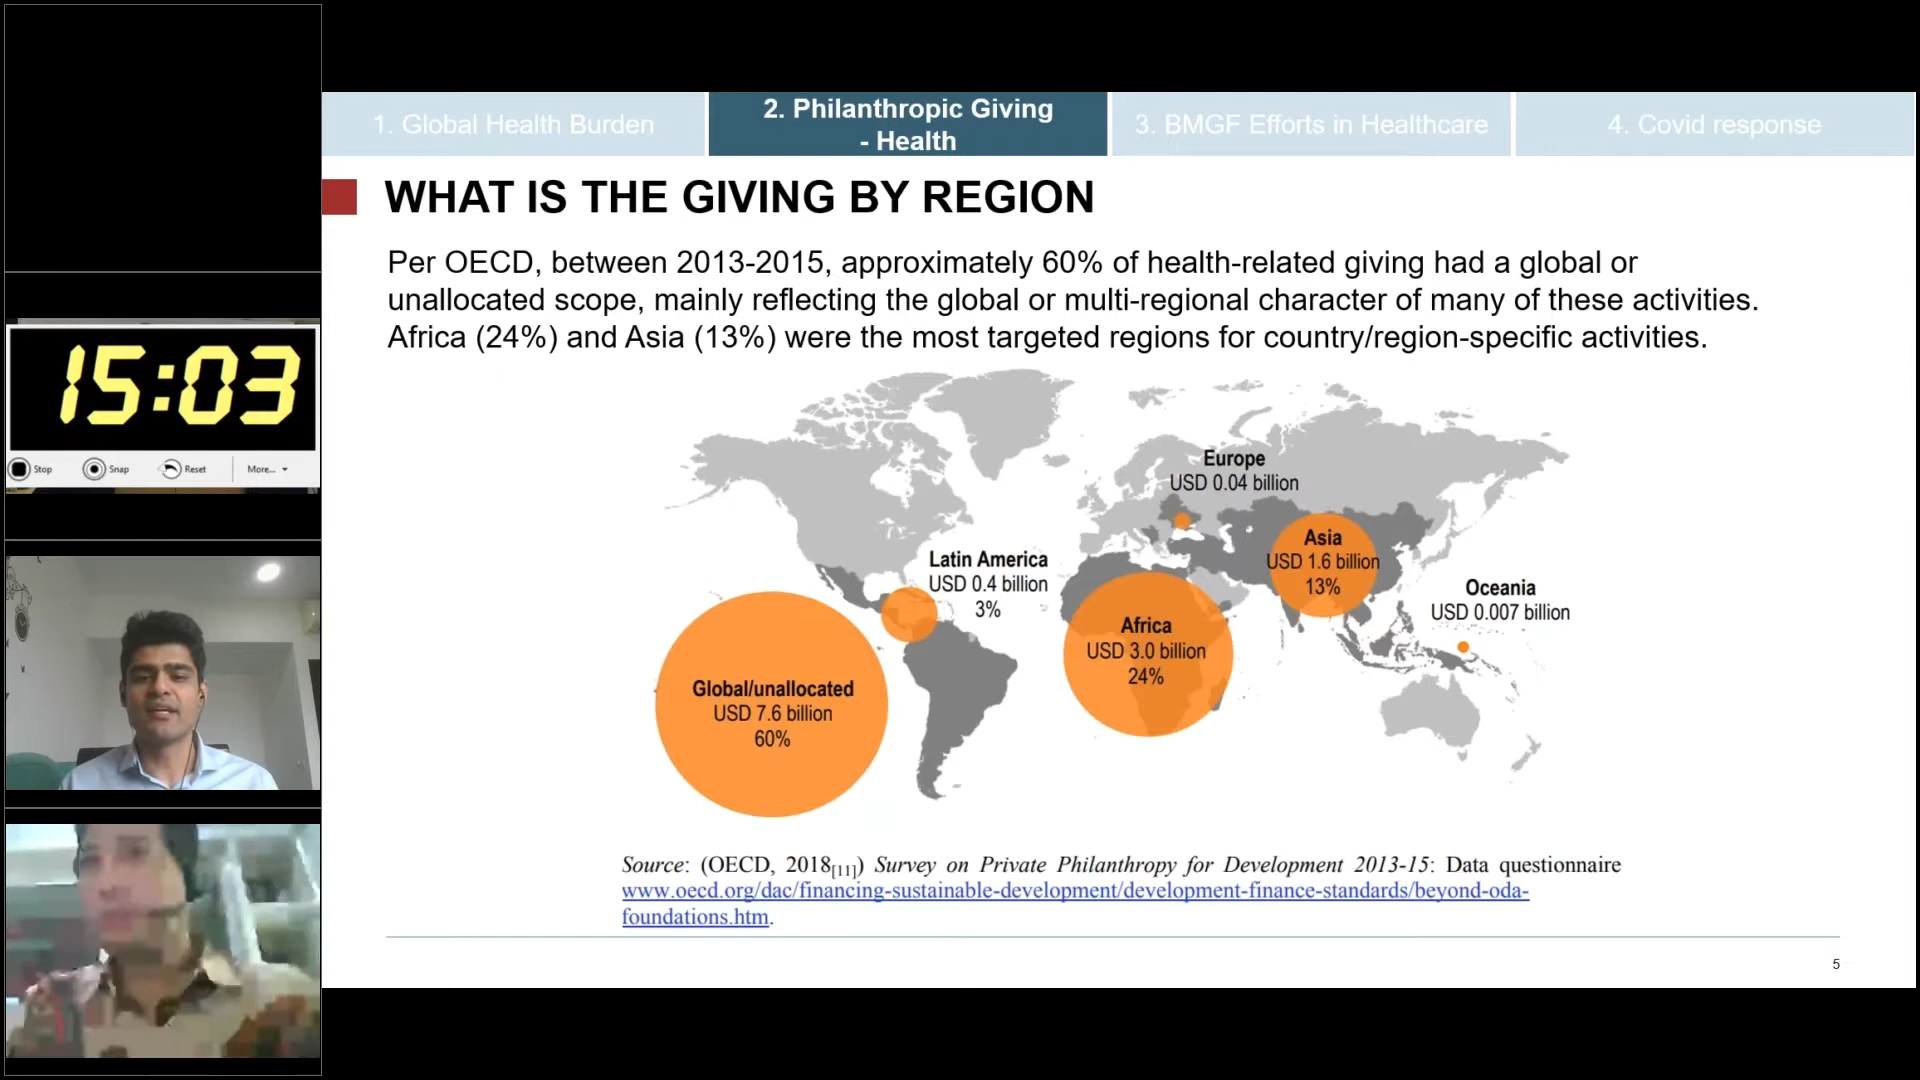 1. Global Health Burden
2. Philanthropic Giving
- Health
3. BMGF Efforts in Healthcare
4. Covid response
WHAT IS THE GIVING BY REGION
Per OECD, between 2013-2015, approximately 60% of health-related giving had a global or
unallocated scope, mainly reflecting the global or multi-regional character of many of these activities.
Africa (24%) and Asia (13%) were the most targeted regions for country/region-specific activities.
15:03
Stop
Snap
Reset
More...
Europe
USD 0.04 billion
Asia
USD 1.6 billion
13%
Latin America
USD 0.4 billion
3%
Oceania
USD 0.007 billion
Africa
USD 3.0 billion
24%
Global/unallocated
USD 7.6 billion
60%
Source: (OECD, 2018[11]) Survey on Private Philanthropy for Development 2013-15: Data questionnaire
www.oecd.org/dac/financing-sustainable-development/development-finance-standards/beyond-oda-
foundations.htm.
5